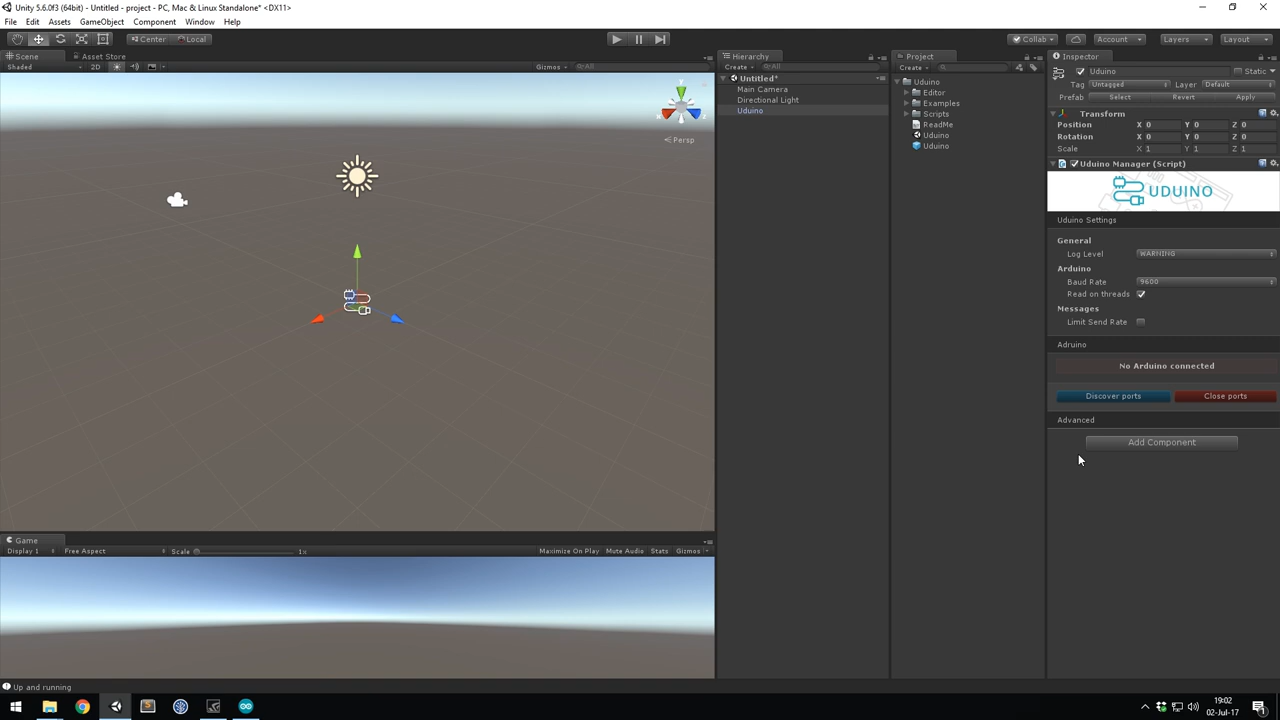 Unity 5.6.0f3 (64bit) - Untitled - project - PC, Mac & Linux Standalone* <DX11>
File Edit Assets GameObject Component Window Help
Center Local Collab Account Layers Layout
Scene Asset Store
Shaded 2D Gizmos All
y
x z
Persp
Game
Display 1 Free Aspect Scale 1x Maximize On Play Mute Audio Stats Gizmos
Hierarchy
Create All
Untitled*
Main Camera
Directional Light
Uduino
Project
Create
Uduino
Editor
Examples
Scripts
ReadMe
Uduino
Uduino
Inspector
Uduino Static
Tag Untagged Layer Default
Prefab Select Revert Apply
Transform
Position X 0 Y 0 Z 0
Rotation X 0 Y 0 Z 0
Scale X 1 Y 1 Z 1
Uduino Manager (Script)
UDUINO
Uduino Settings
General
Log Level WARNING
Arduino
Baud Rate 9600
Read on threads
Messages
Limit Send Rate
Adruino
No Arduino connected
Discover ports Close ports
Advanced
Add Component
Up and running
19:02
02-Jul-17